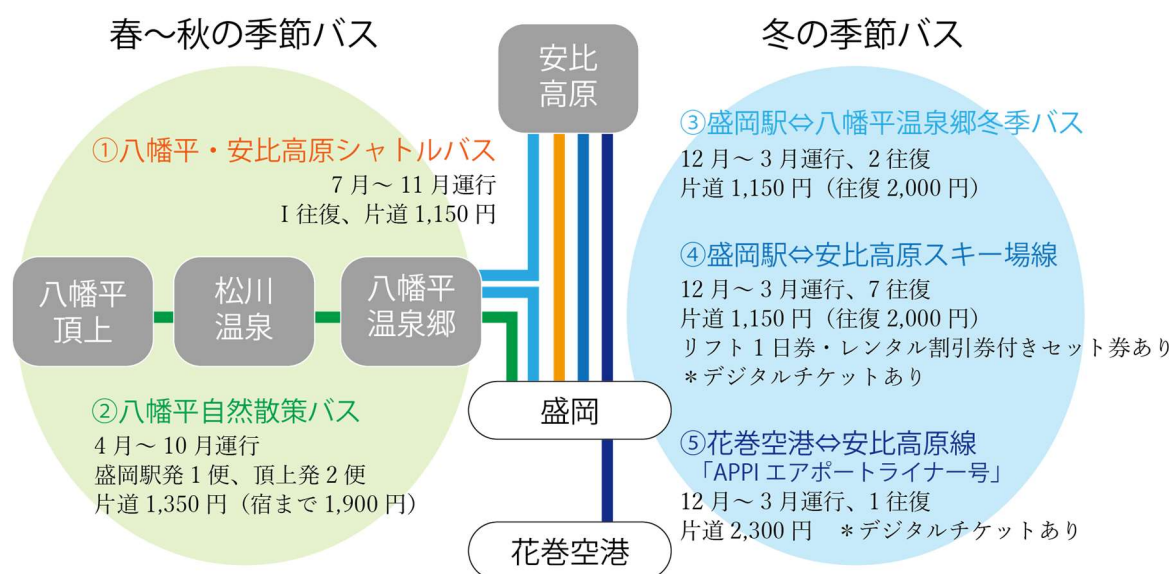 春～秋の季節バス
①八幡平・安比高原シャトルバス
7月～11月運行
I往復、片道1,150円
八幡平
頂上
松川
温泉
八幡平
温泉郷
②八幡平自然散策バス
4月～10月運行
盛岡駅発1便、頂上発2便
片道1,350円（宿まで1,900円）
安比
高原
盛岡
花巻空港
冬の季節バス
③盛岡駅⇔八幡平温泉郷冬季バス
12月～3月運行、2往復
片道1,150円（往復2,000円）
④盛岡駅⇔安比高原スキー場線
12月～3月運行、7往復
片道1,150円（往復2,000円）
リフト1日券・レンタル割引券付きセット券あり
＊デジタルチケットあり
⑤花巻空港⇔安比高原線
「APPIエアポートライナー号」
12月～3月運行、1往復
片道2,300円　＊デジタルチケットあり